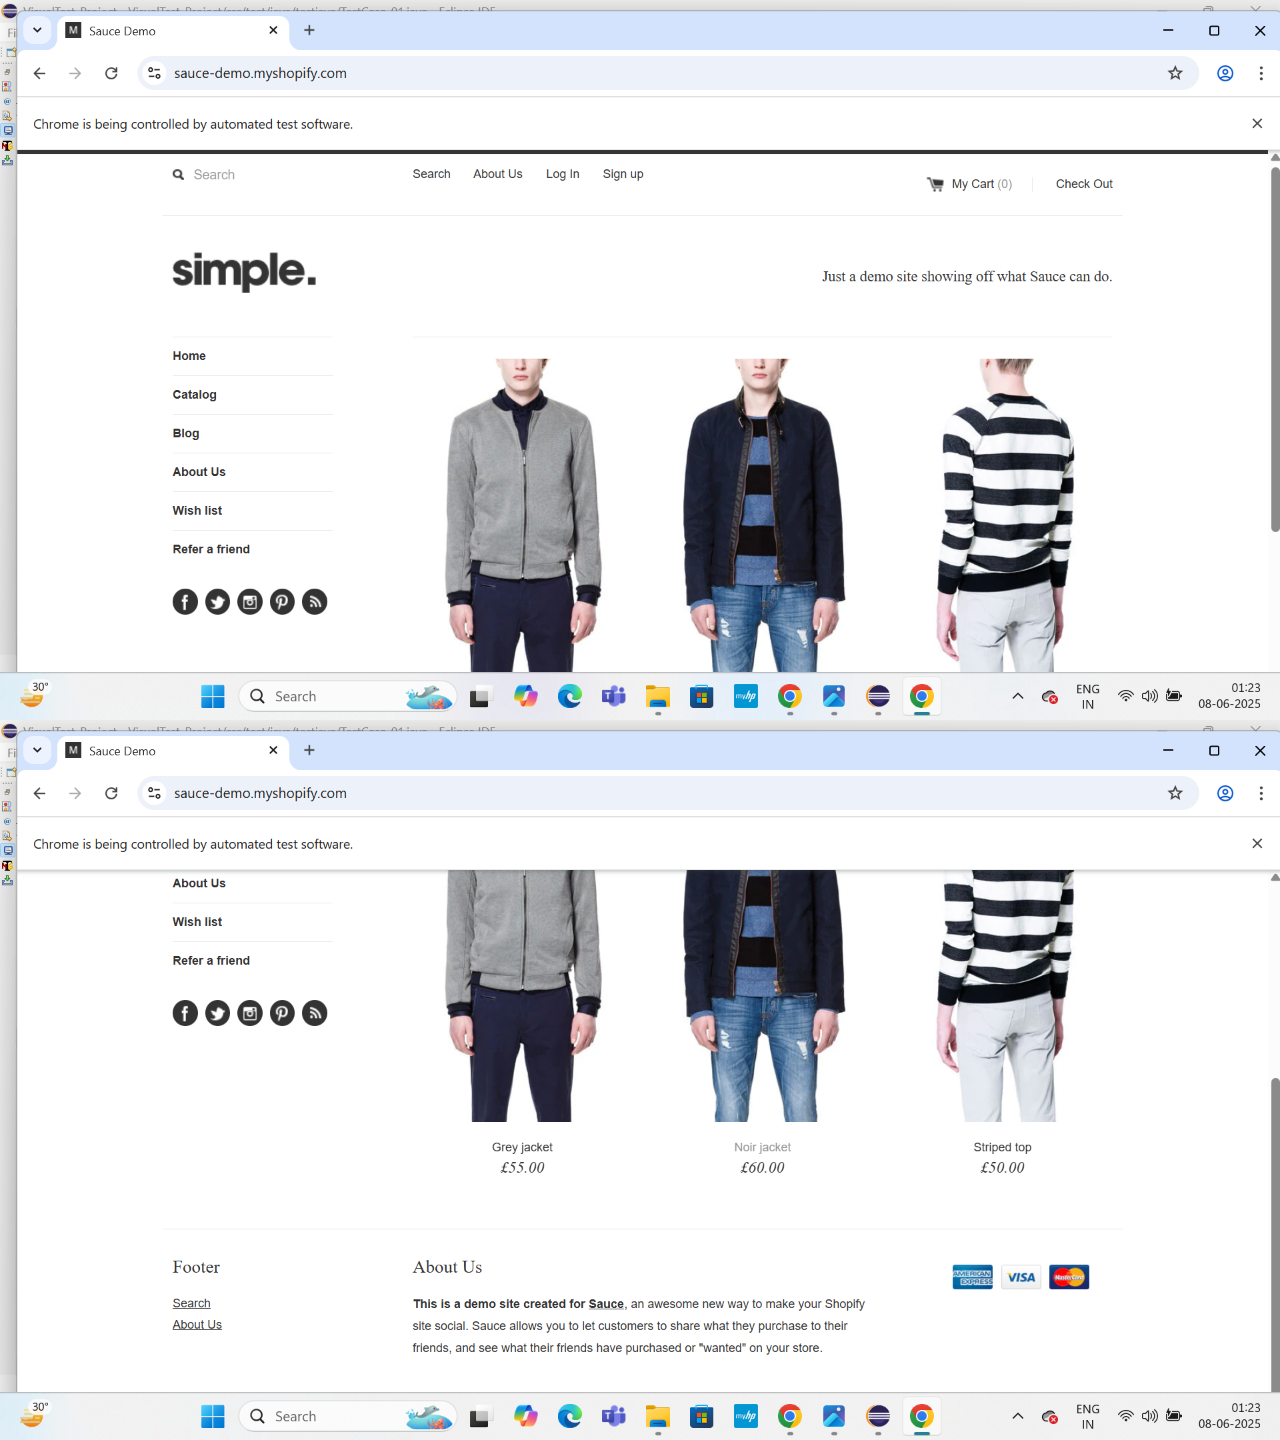 Sauce Demo
sauce-demo.myshopify.com
Chrome is being controlled by automated test software.
Search
Search About Us Log In Sign up
My Cart (0) Check Out
simple.
Just a demo site showing off what Sauce can do.
Home
Catalog
Blog
About Us
Wish list
Refer a friend
30°
Search
ENG
IN
01:23
08-06-2025
Sauce Demo
sauce-demo.myshopify.com
Chrome is being controlled by automated test software.
About Us
Wish list
Refer a friend
Grey jacket
£55.00
Noir jacket
£60.00
Striped top
£50.00
Footer
Search
About Us
About Us
This is a demo site created for Sauce, an awesome new way to make your Shopify
site social. Sauce allows you to let customers to share what they purchase to their
friends, and see what their friends have purchased or "wanted" on your store.
AMERICAN EXPRESS
VISA
MasterCard
30°
Search
ENG
IN
01:23
08-06-2025